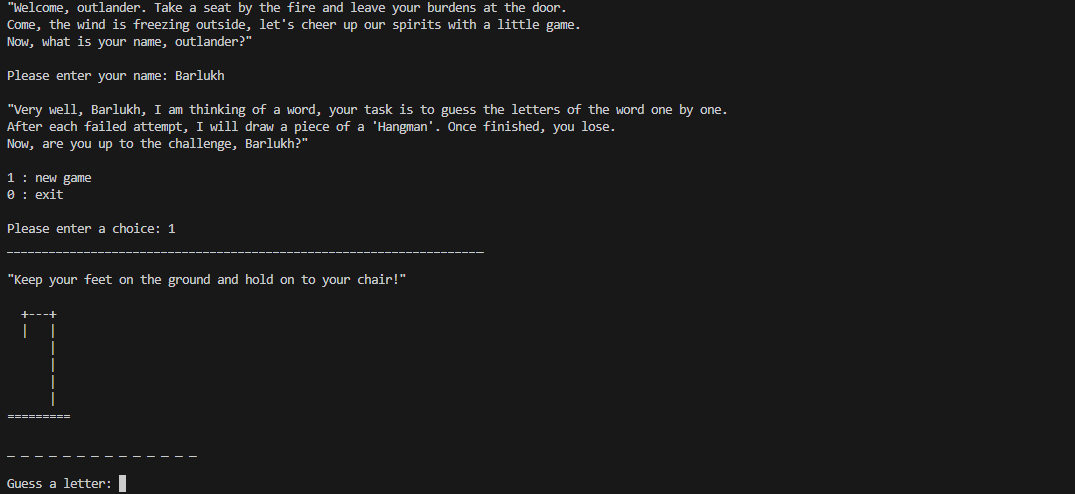 "Welcome, outlander. Take a seat by the fire and leave your burdens at the door.
Come, the wind is freezing outside, let's cheer up our spirits with a little game.
Now, what is your name, outlander?"
Please enter your name: Barlukh
"Very well, Barlukh, I am thinking of a word, your task is to guess the letters of the word one by one.
After each failed attempt, I will draw a piece of a 'Hangman'. Once finished, you lose.
Now, are you up to the challenge, Barlukh?"
1 : new game
0 : exit
Please enter a choice: 1
____________________________________________________________________
"Keep your feet on the ground and hold on to your chair!"
  +---+
  |   |
      |
      |
      |
      |
=========
_ _ _ _ _ _ _ _ _ _ _ _ _ _
Guess a letter: